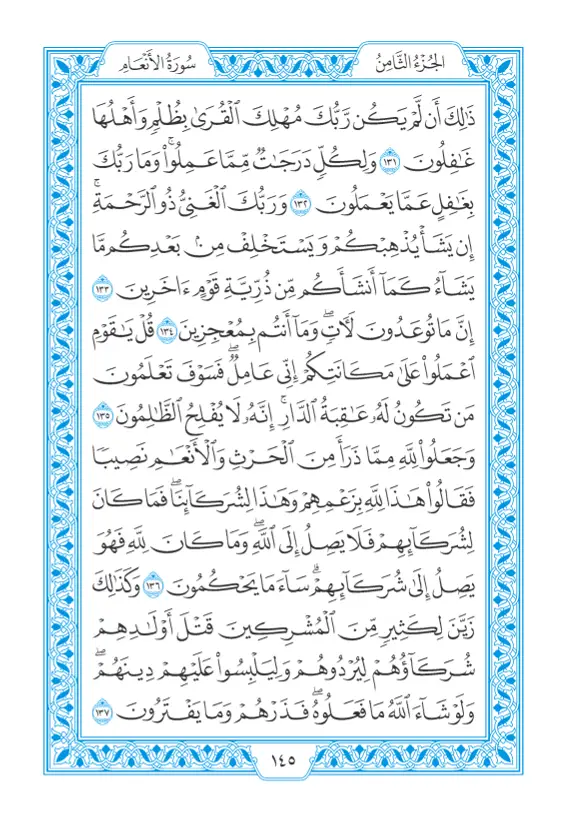 الجُزْءُ الثَّامِنُ
سُورَةُ الأَنْعَامِ
ذَٰلِكَ أَن لَّمْ يَكُن رَّبُّكَ مُهْلِكَ ٱلْقُرَىٰ بِظُلْمٍ وَأَهْلُهَا
غَٰفِلُونَ ١٣١ وَلِكُلٍّ دَرَجَٰتٌ مِّمَّا عَمِلُوا۟ ۚ وَمَا رَبُّكَ
بِغَٰفِلٍ عَمَّا يَعْمَلُونَ ١٣٢ وَرَبُّكَ ٱلْغَنِىُّ ذُو ٱلرَّحْمَةِ ۚ
إِن يَشَأْ يُذْهِبْكُمْ وَيَسْتَخْلِفْ مِنۢ بَعْدِكُم مَّا
يَشَآءُ كَمَآ أَنشَأَكُم مِّن ذُرِّيَّةِ قَوْمٍ ءَاخَرِينَ ١٣٣
إِنَّ مَا تُوعَدُونَ لَءَاتٍ ۖ وَمَآ أَنتُم بِمُعْجِزِينَ ١٣٤ قُلْ يَٰقَوْمِ
ٱعْمَلُوا۟ عَلَىٰ مَكَانَتِكُمْ إِنِّى عَامِلٌ ۖ فَسَوْفَ تَعْلَمُونَ
مَن تَكُونُ لَهُۥ عَٰقِبَةُ ٱلدَّارِ ۗ إِنَّهُۥ لَا يُفْلِحُ ٱلظَّٰلِمُونَ ١٣٥
وَجَعَلُوا۟ لِلَّهِ مِمَّا ذَرَأَ مِنَ ٱلْحَرْثِ وَٱلْأَنْعَٰمِ نَصِيبًا
فَقَالُوا۟ هَٰذَا لِلَّهِ بِزَعْمِهِمْ وَهَٰذَا لِشُرَكَآئِنَا ۖ فَمَا كَانَ
لِشُرَكَآئِهِمْ فَلَا يَصِلُ إِلَى ٱللَّهِ ۖ وَمَا كَانَ لِلَّهِ فَهُوَ
يَصِلُ إِلَىٰ شُرَكَآئِهِمْ ۗ سَآءَ مَا يَحْكُمُونَ ١٣٦ وَكَذَٰلِكَ
زَيَّنَ لِكَثِيرٍ مِّنَ ٱلْمُشْرِكِينَ قَتْلَ أَوْلَٰدِهِمْ
شُرَكَآؤُهُمْ لِيُرْدُوهُمْ وَلِيَلْبِسُوا۟ عَلَيْهِمْ دِينَهُمْ ۖ
وَلَوْ شَآءَ ٱللَّهُ مَا فَعَلُوهُ ۖ فَذَرْهُمْ وَمَا يَفْتَرُونَ ١٣٧
١٤٥